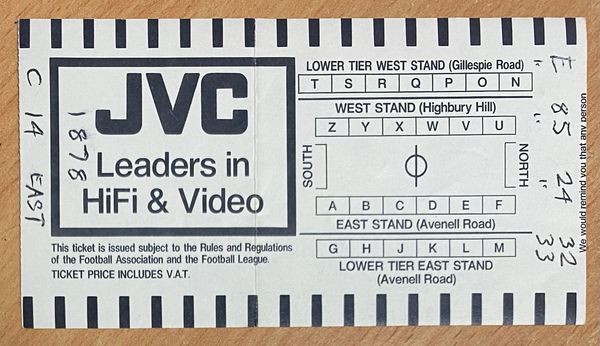 JVC
Leaders in
HiFi & Video
This ticket is issued subject to the Rules and Regulations
of the Football Association and the Football League.
TICKET PRICE INCLUDES V.A.T.
LOWER TIER WEST STAND (Gillespie Road)
T S R Q P O N
WEST STAND (Highbury Hill)
Z Y X W V U
SOUTH
NORTH
A B C D E F
EAST STAND (Avenell Road)
G H J K L M
LOWER TIER EAST STAND
(Avenell Road)
C 14 EAST
1878
E 85 24 32
" " " 33
We would remind you that any person